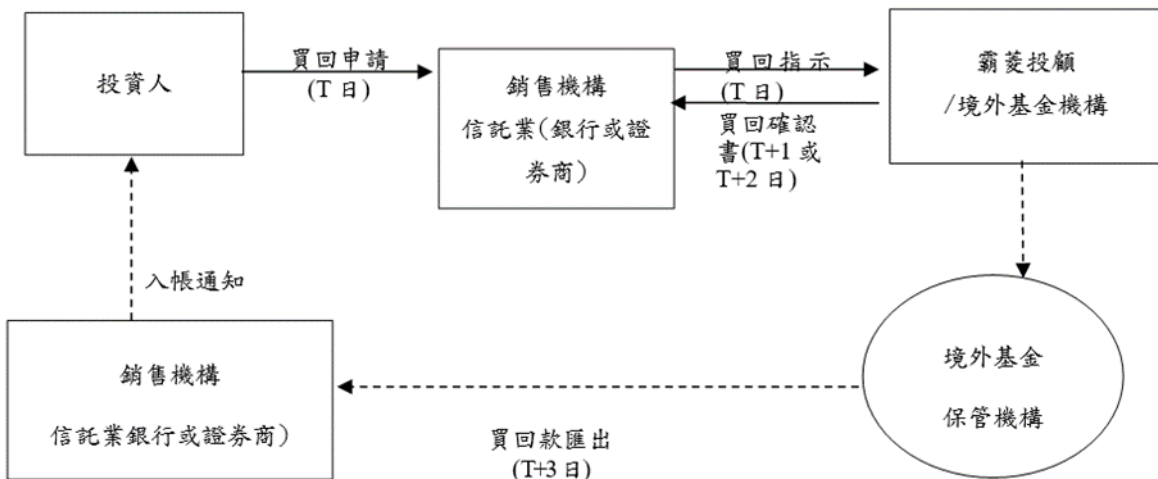 投資人
買回申請
(T 日)
銷售機構
信託業(銀行或證
券商)
買回指示
(T 日)
買回確認
書(T+1 或
T+2 日)
霸菱投顧
/境外基金機構
入帳通知
銷售機構
信託業銀行或證券商)
買回款匯出
(T+3 日)
境外基金
保管機構